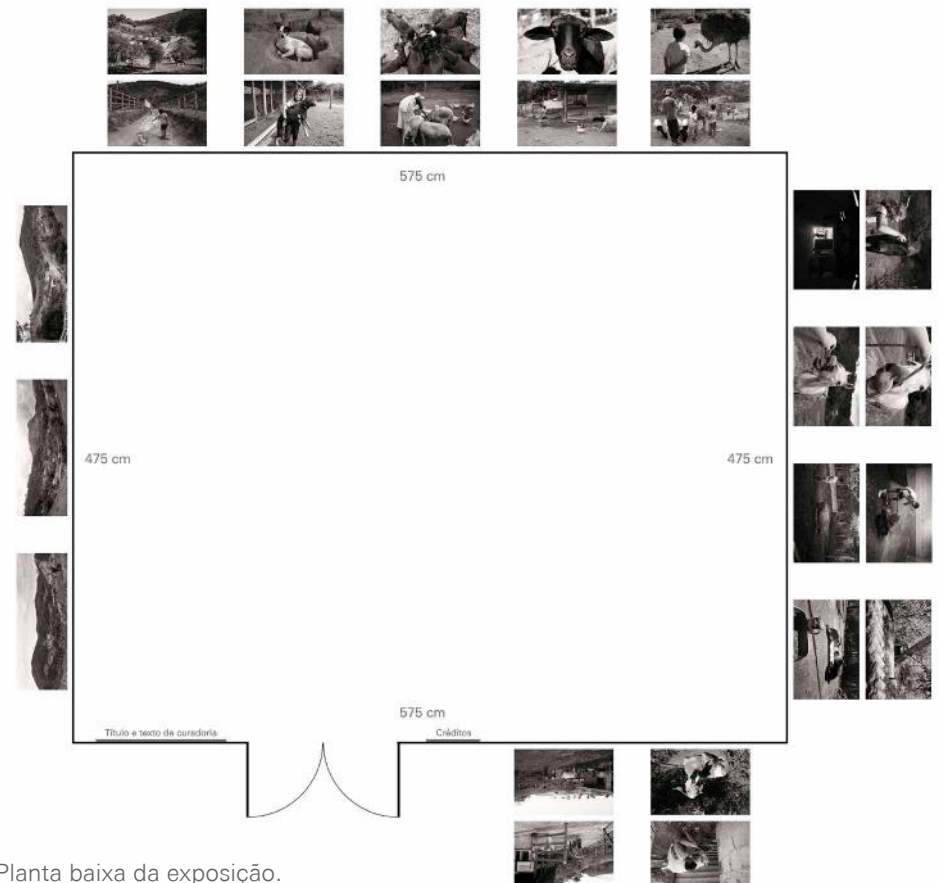 575 cm
475 cm
475 cm
575 cm
Título e texto de curadoria
Créditos
Planta baixa da exposição.